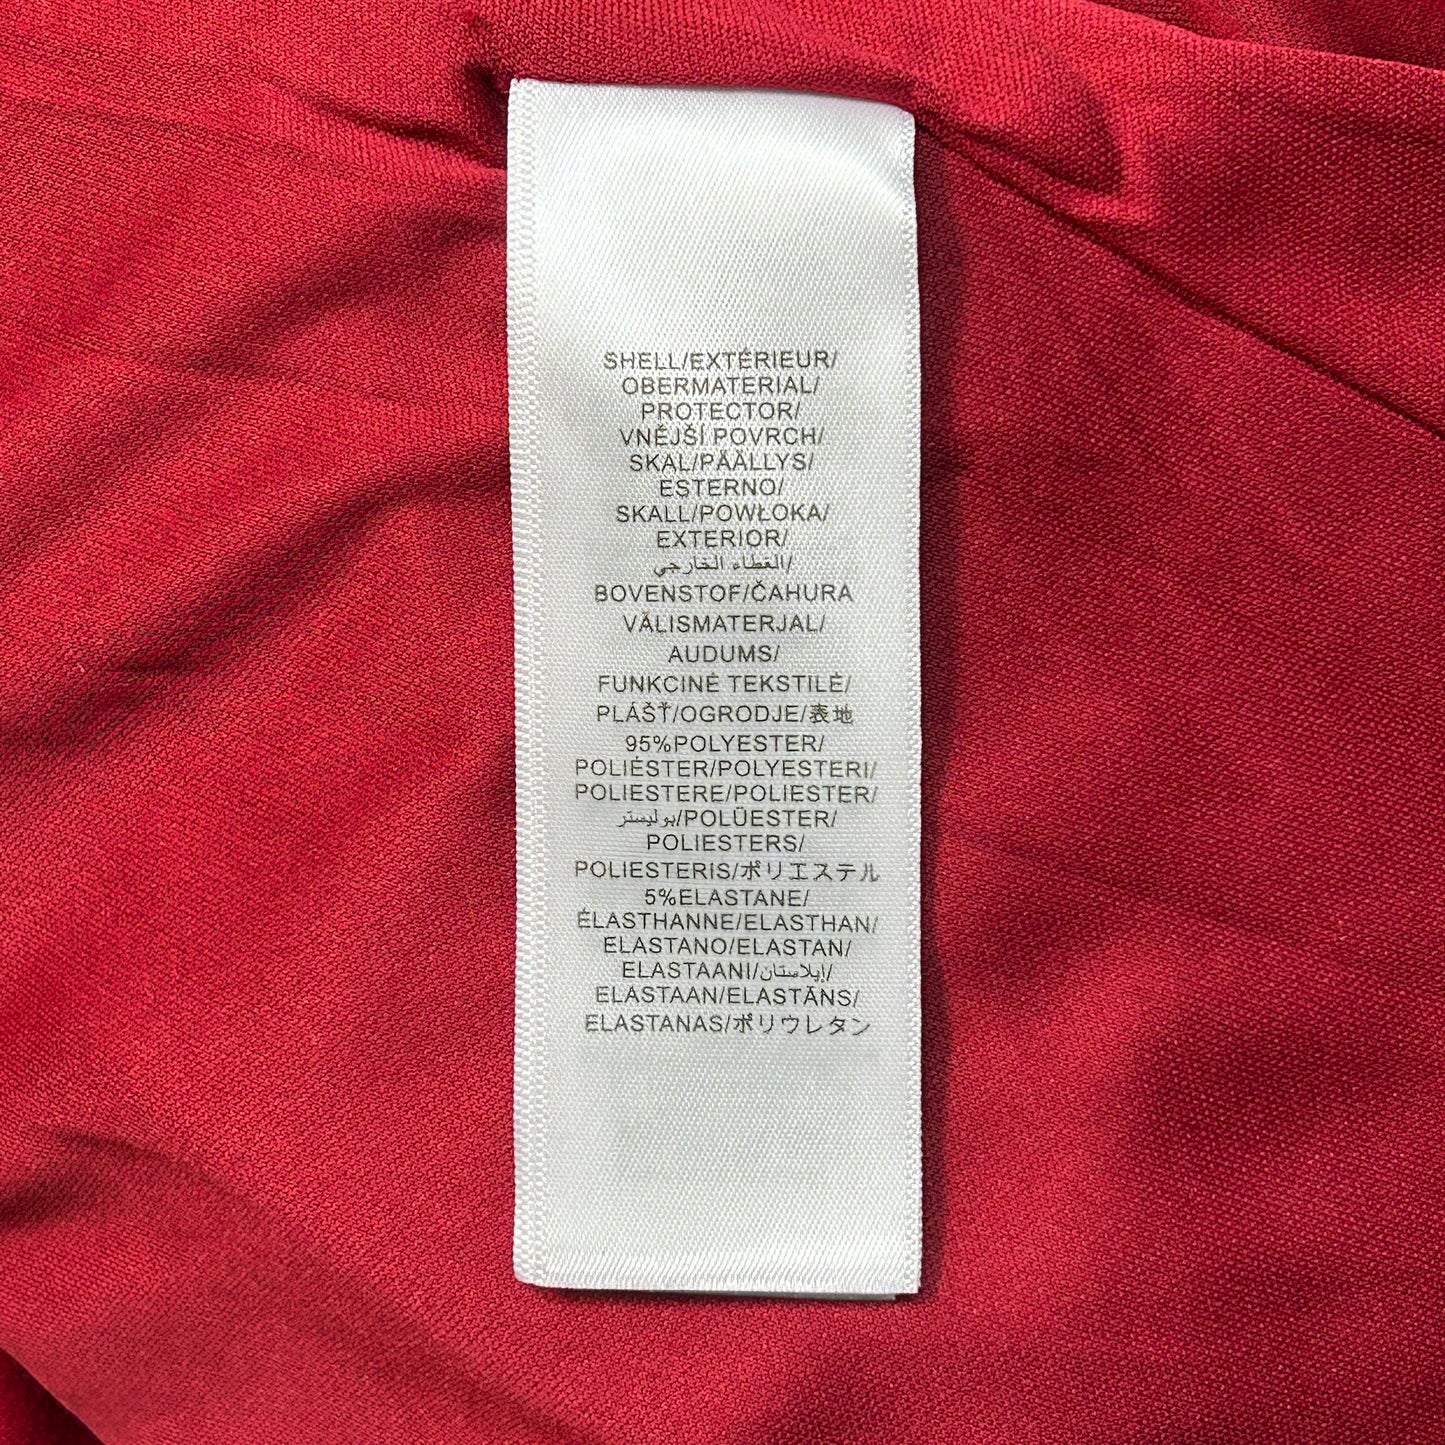 SHELL/EXTÉRIEUR/
OBERMATERIAL/
PROTECTOR/
VNÉJŠÍ POVRCH/
SKAL/PÄÄLLYS/
ESTERNO/
SKALL/POWŁOKA/
EXTERIOR/
الغطاء الخارجي/
BOVENSTOF/ČAHURA
VÄLISMATERJAL/
AUDUMS/
FUNKCINĖ TEKSTILĖ/
PLÁŠŤ/OGRODJE/表地
95%POLYESTER/
POLIÉSTER/POLYESTERI/
POLIESTERE/POLIESTER/
بوليستر/POLÜESTER/
POLIESTERS/
POLIESTERIS/ポリエステル
5%ELASTANE/
ÉLASTHANNE/ELASTHAN/
ELASTANO/ELASTAN/
ELASTAANI/إيلاستان/
ELASTAAN/ELASTĀNS/
ELASTANAS/ポリウレタン